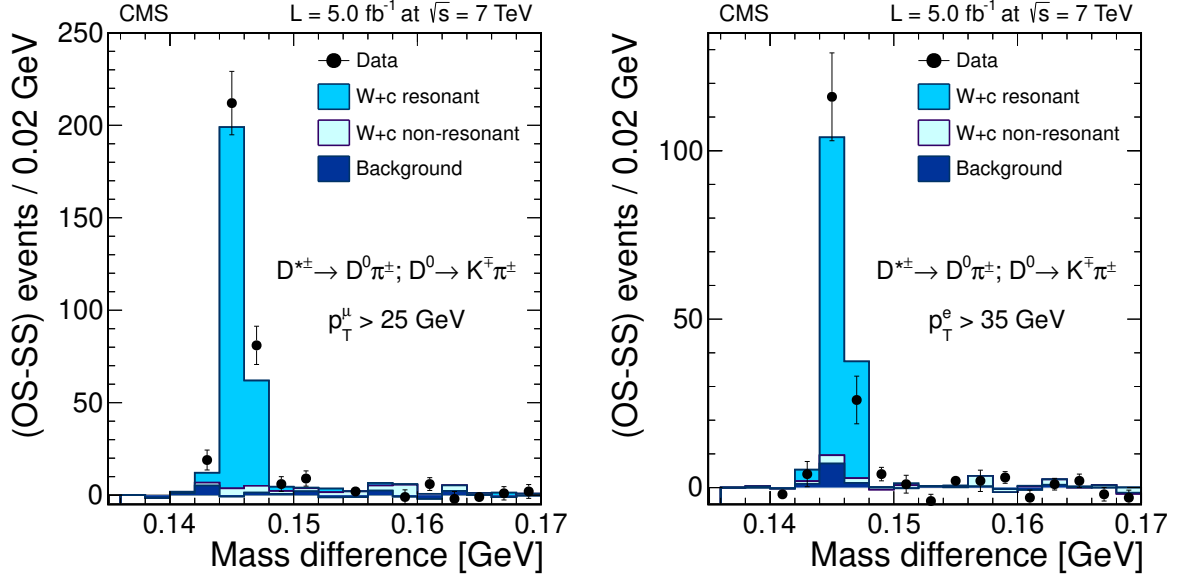 CMS
L = 5.0 fb⁻¹ at √s = 7 TeV
(OS-SS) events / 0.02 GeV
250
200
150
100
50
0
Data
W+c resonant
W+c non-resonant
Background
D*± → D⁰π±; D⁰ → K∓π±
p_T^μ > 25 GeV
0.14
0.15
0.16
0.17
Mass difference [GeV]
CMS
L = 5.0 fb⁻¹ at √s = 7 TeV
(OS-SS) events / 0.02 GeV
100
50
0
Data
W+c resonant
W+c non-resonant
Background
D*± → D⁰π±; D⁰ → K∓π±
p_T^e > 35 GeV
0.14
0.15
0.16
0.17
Mass difference [GeV]